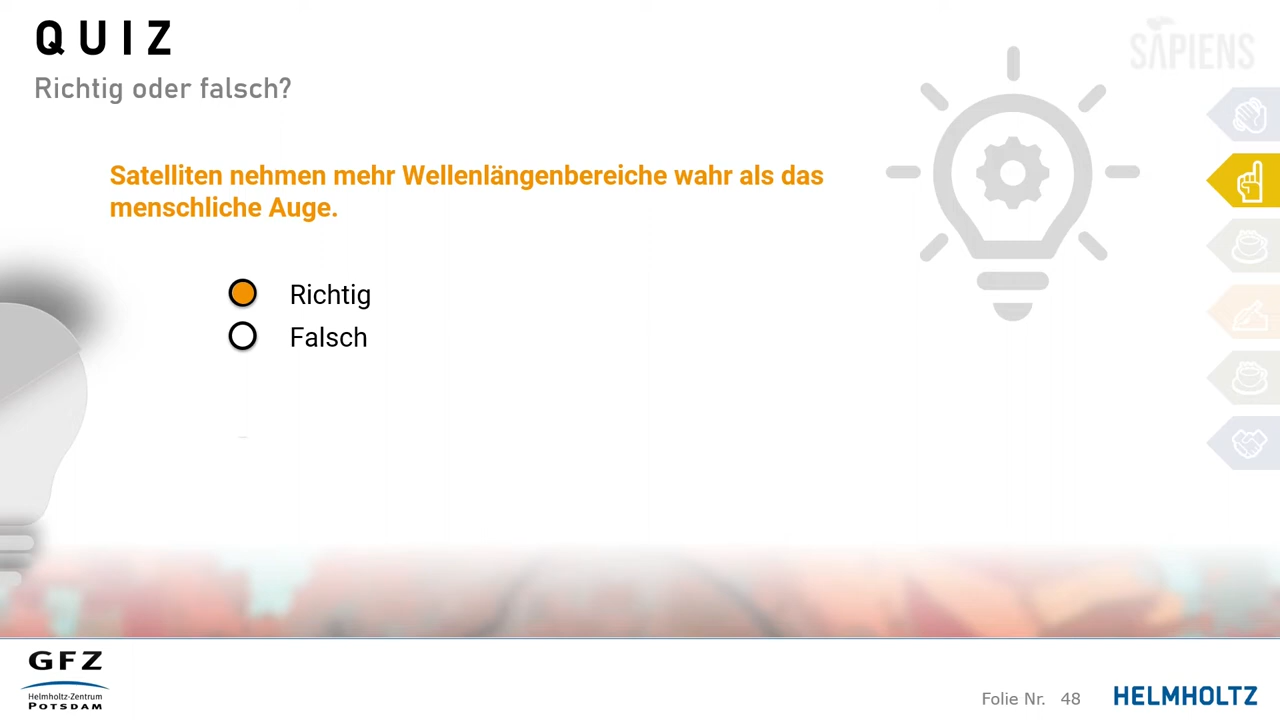 QUIZ
Richtig oder falsch?
SAPIENS
Satelliten nehmen mehr Wellenlängenbereiche wahr als das
menschliche Auge.
Richtig
Falsch
GFZ
Helmholtz-Zentrum
POTSDAM
Folie Nr. 48
HELMHOLTZ